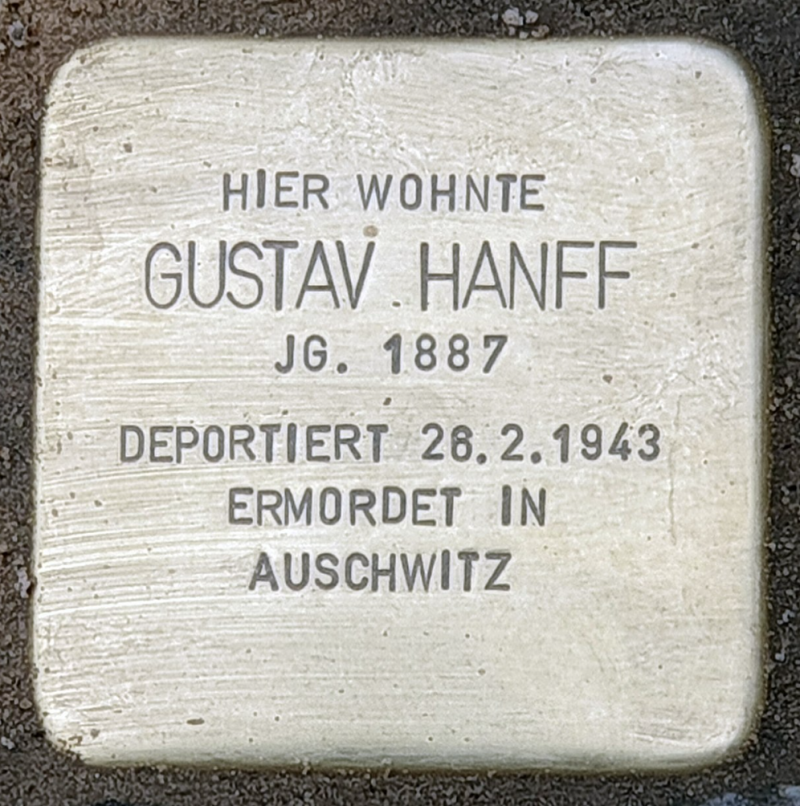 HIER WOHNTE
GUSTAV HANFF
JG. 1887
DEPORTIERT 26.2.1943
ERMORDET IN
AUSCHWITZ